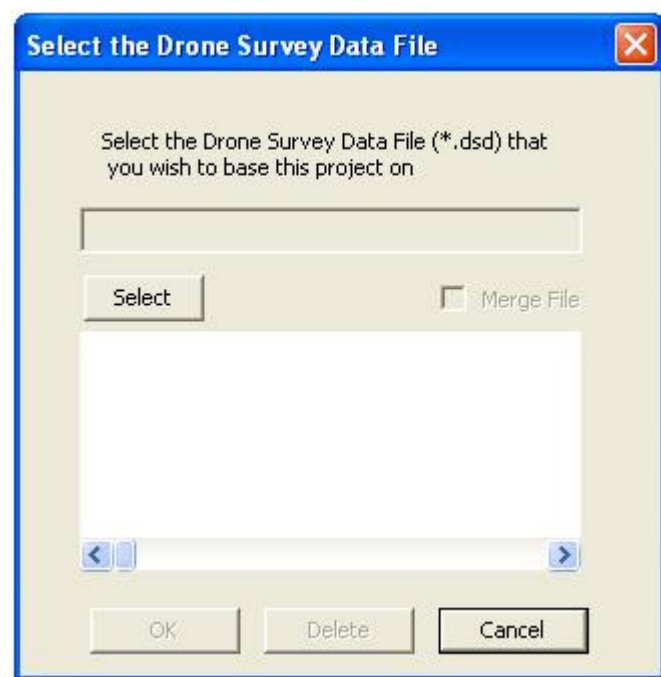 Select the Drone Survey Data File
Select the Drone Survey Data File (*.dsd) that
you wish to base this project on
Select
Merge File
OK
Delete
Cancel